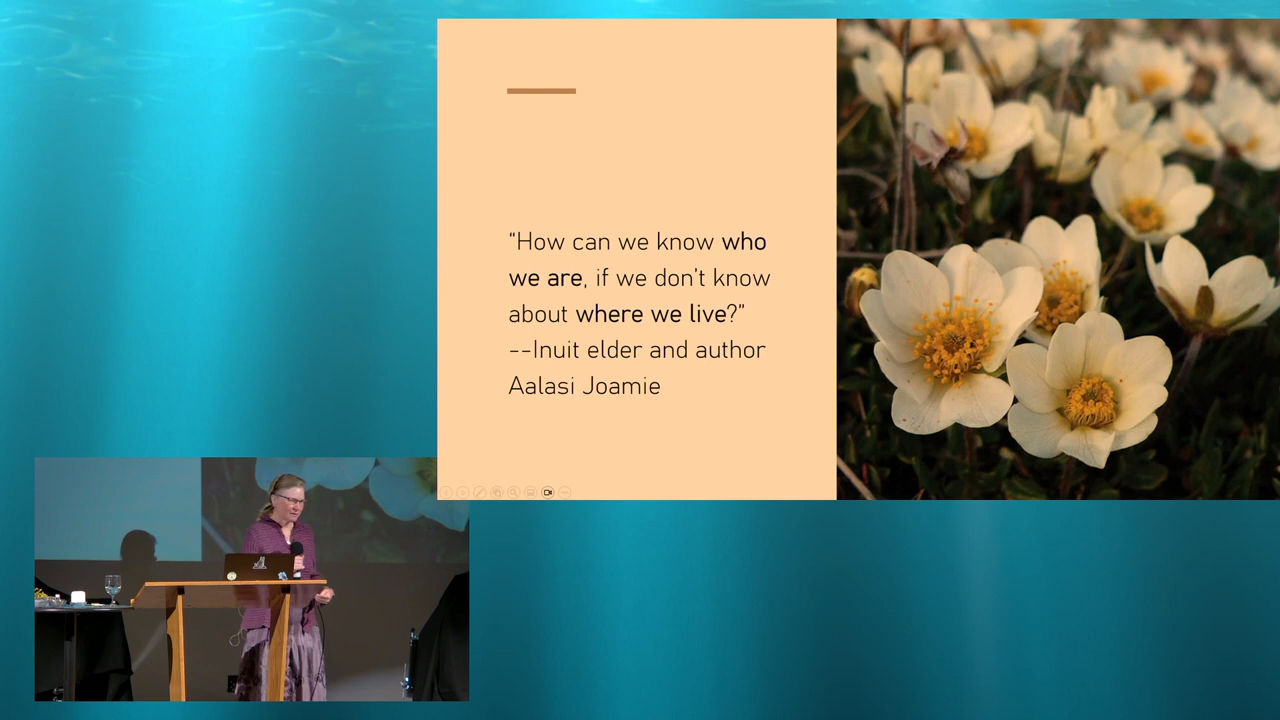 “How can we know who
we are, if we don’t know
about where we live?”
--Inuit elder and author
Aalasi Joamie